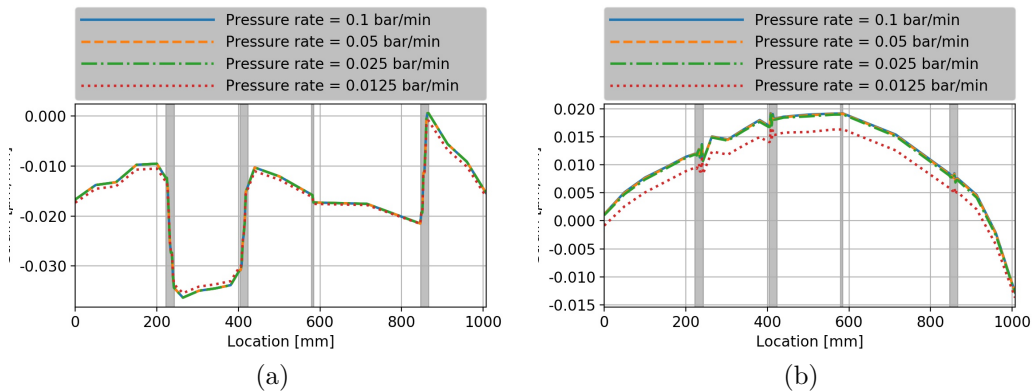 (a)
Pressure rate = 0.1 bar/min
Pressure rate = 0.05 bar/min
Pressure rate = 0.025 bar/min
Pressure rate = 0.0125 bar/min
0.000
-0.010
-0.020
-0.030
0 200 400 600 800 1000
Location [mm]
(a)
(b)
Pressure rate = 0.1 bar/min
Pressure rate = 0.05 bar/min
Pressure rate = 0.025 bar/min
Pressure rate = 0.0125 bar/min
0.020
0.015
0.010
0.005
0.000
-0.005
-0.010
-0.015
0 200 400 600 800 1000
Location [mm]
(b)